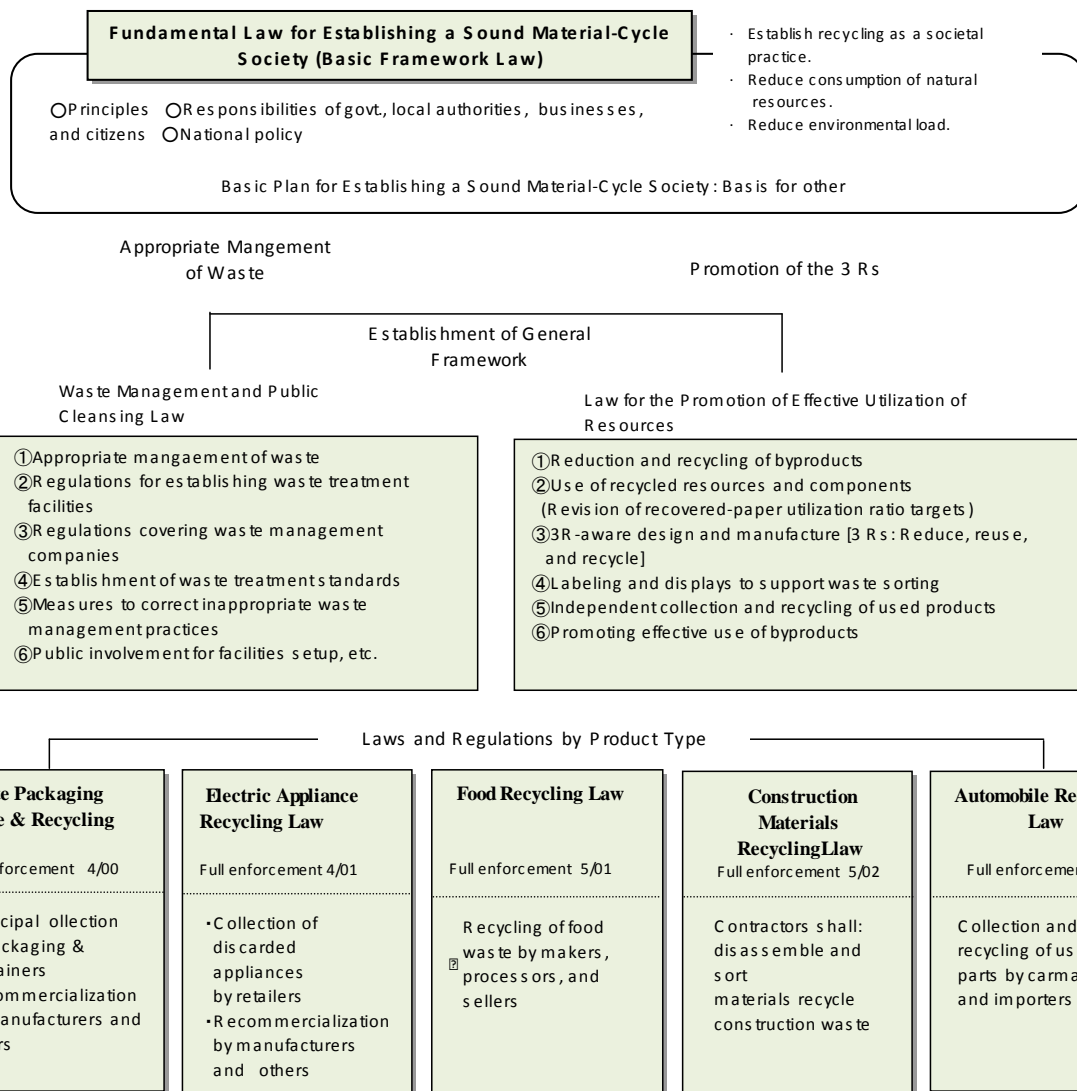 Fundamental Law for Establishing a Sound Material-Cycle
Society (Basic Framework Law)
· Establish recycling as a societal
practice.
· Reduce consumption of natural
resources.
· Reduce environmental load.
○Principles ○Responsibilities of govt., local authorities, businesses,
and citizens ○National policy
Basic Plan for Establishing a Sound Material-Cycle Society : Basis for other
Appropriate Mangement
of Waste
Promotion of the 3 Rs
Establishment of General
Framework
Waste Management and Public
Cleansing Law
Law for the Promotion of Effective Utilization of
Resources
①Appropriate mangaement of waste
②Regulations for establishing waste treatment
facilities
③Regulations covering waste management
companies
④Establishment of waste treatment standards
⑤Measures to correct inappropriate waste
management practices
⑥Public involvement for facilities setup, etc.
①Reduction and recycling of byproducts
②Use of recycled resources and components
(Revision of recovered-paper utilization ratio targets)
③3R-aware design and manufacture [3 Rs: Reduce, reuse,
and recycle]
④Labeling and displays to support waste sorting
⑤Independent collection and recycling of used products
⑥Promoting effective use of byproducts
Laws and Regulations by Product Type
Packaging
& Recycling
4/00
ollection
&
manufacturers and
Electric Appliance
Recycling Law
Full enforcement 4/01
・Collection of
discarded
appliances
by retailers
・Recommercialization
by manufacturers
and others
Food Recycling Law
Full enforcement 5/01
Recycling of food
waste by makers,
processors, and
sellers
Construction
Materials
RecyclingLlaw
Full enforcement 5/02
Contractors shall:
disassemble and
sort
materials recycle
construction waste
Automobile
Law
Full
Collection and
recycling of
parts by
and importers